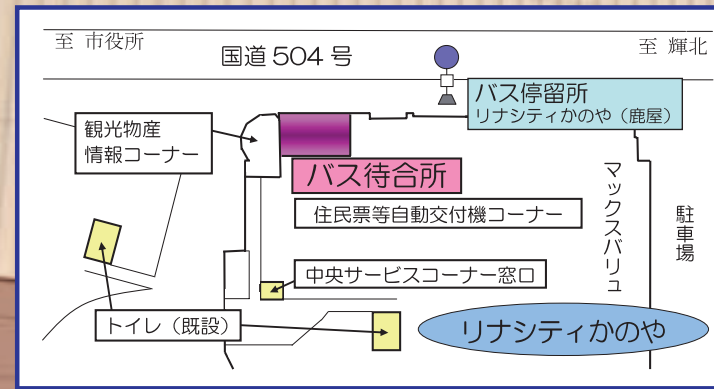 至 市役所
国道 504 号
至 輝北
バス停留所
リナシティかのや（鹿屋）
観光物産
情報コーナー
バス待合所
住民票等自動交付機コーナー
マックスバリュ
駐車場
中央サービスコーナー窓口
トイレ（既設）
リナシティかのや